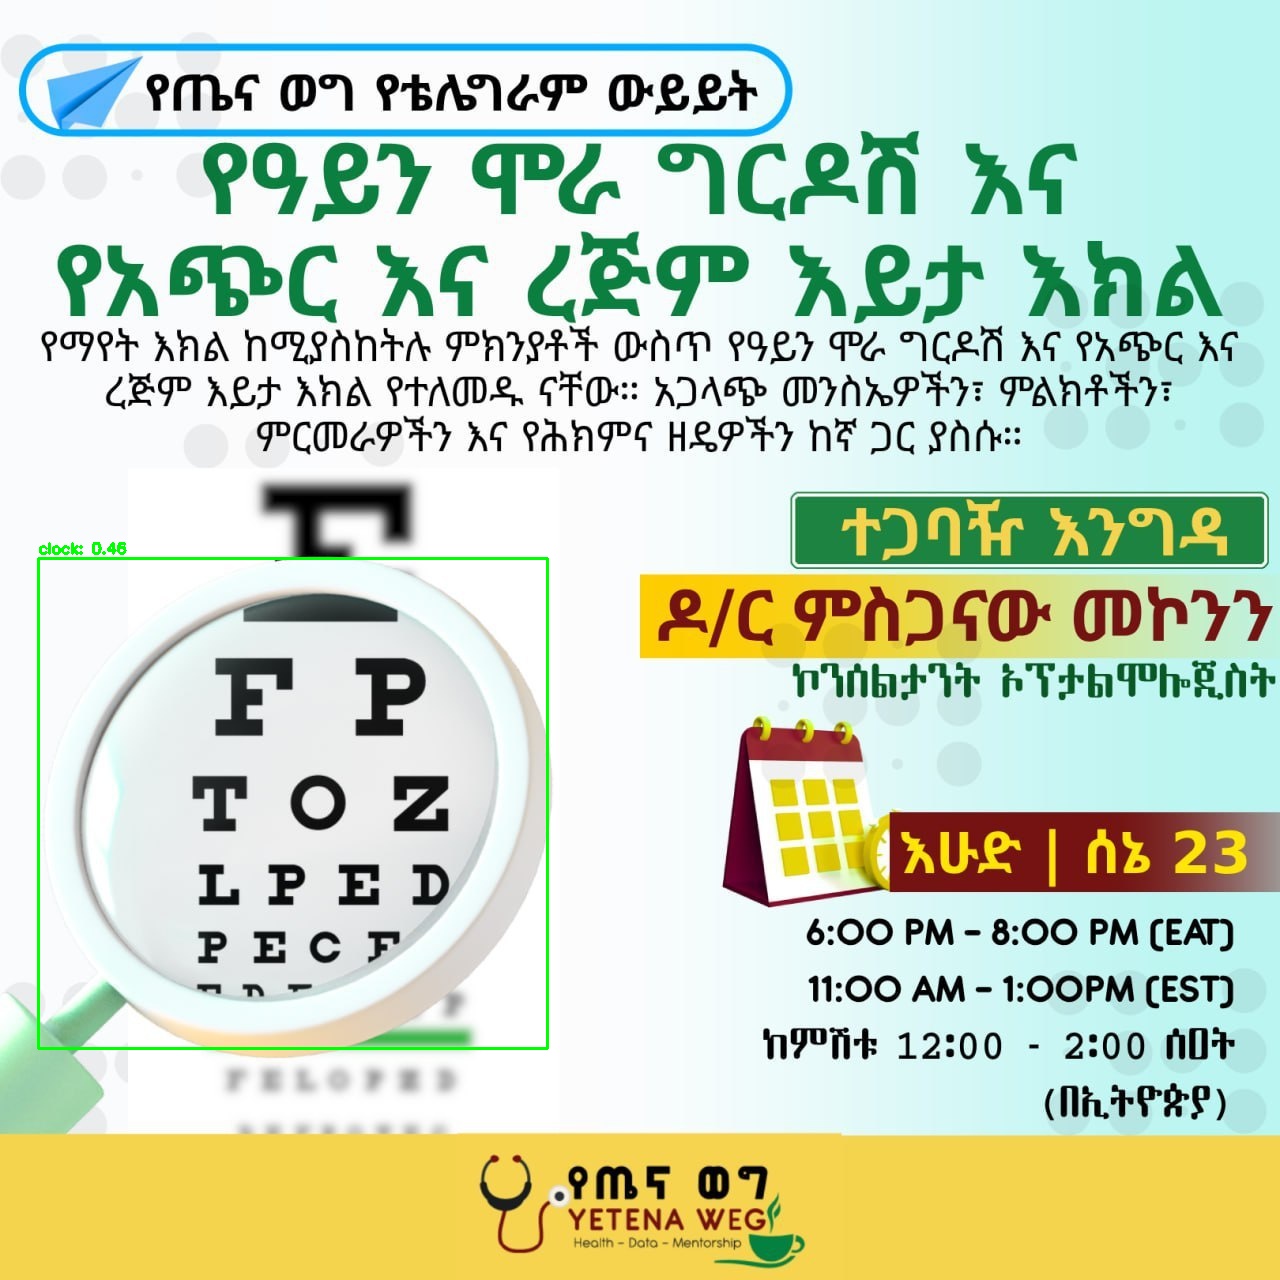 የጤና ወግ የቴሌግራም ውይይት
የዓይን ሞራ ግርዶሽ እና
የአጭር እና ረጅም እይታ እክል
የማየት እክል ከሚያስከትሉ ምክንያቶች ውስጥ የዓይን ሞራ ግርዶሽ እና የአጭር እና
ረጅም እይታ እክል የተለመዱ ናቸው። አጋላጭ መንስኤዎችን፣ ምልክቶችን፣
ምርመራዎችን እና የሕክምና ዘዴዎችን ከኛ ጋር ያስሱ።
clock: 0.46
E
F P
T O Z
L P E D
P E C F
F E L O P E D
ተጋባዥ እንግዳ
ዶ/ር ምስጋናው መኮንን
ኮንሰልታንት ኦፕታልሞሎጂስት
እሁድ | ሰኔ 23
6:00 PM - 8:00 PM (EAT)
11:00 AM - 1:00PM (EST)
ከምሽቱ 12:00 - 2:00 ሰዐት
(በኢትዮጵያ)
የጤና ወግ
YETENA WEG
Health - Data - Mentorship